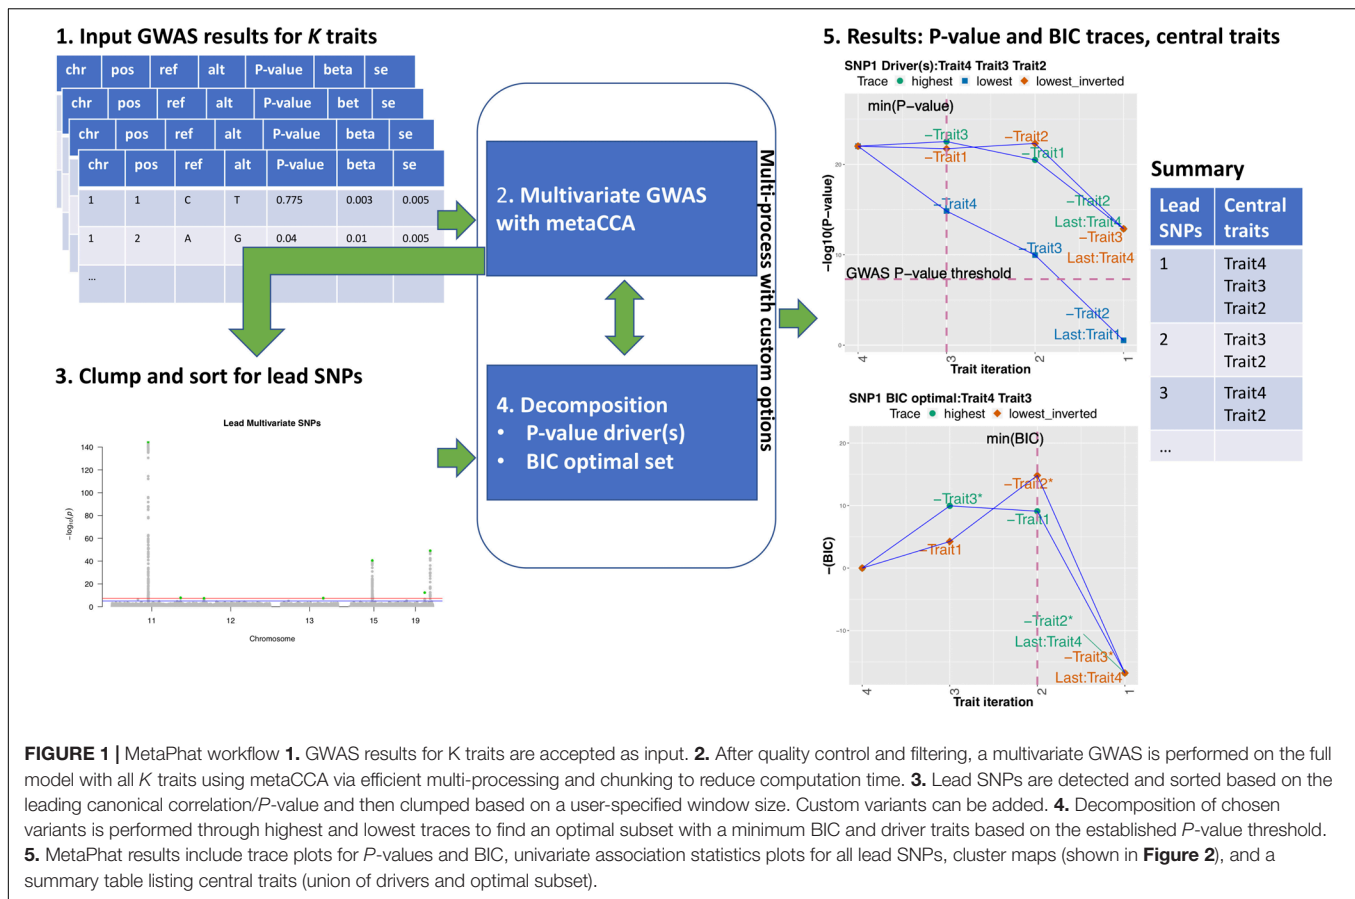 1. Input GWAS results for K traits
chr pos ref alt P-value beta se
chr pos ref alt P-value bet se
chr pos ref alt P-value beta se
chr pos ref alt P-value beta se
1 1 C T 0.775 0.003 0.005
1 2 A G 0.04 0.01 0.005
...
2. Multivariate GWAS
with metaCCA
Multi-process with custom options
3. Clump and sort for lead SNPs
Lead Multivariate SNPs
−log10(p)
140
120
100
80
60
40
20
0
11 12 13 15 19
Chromosome
4. Decomposition
• P-value driver(s)
• BIC optimal set
5. Results: P-value and BIC traces, central traits
SNP1 Driver(s):Trait4 Trait3 Trait2
Trace highest lowest lowest_inverted
min(P−value)
−Trait3
−Trait2
−Trait1
−Trait1
−Trait4
−Trait2
Last:Trait4
−Trait3
Last:Trait4
−Trait3
GWAS P−value threshold
−Trait2
Last:Trait1
−log10(P−value)
20
10
0
4 3 2 1
Trait iteration
SNP1 BIC optimal:Trait4 Trait3
Trace highest lowest_inverted
min(BIC)
−Trait2*
−Trait3*
−Trait1
−Trait1
−Trait2*
Last:Trait4
−Trait3*
Last:Trait4
−(BIC)
20
10
0
−10
4 3 2 1
Trait iteration
Summary
Lead SNPs Central traits
1 Trait4
Trait3
Trait2
2 Trait3
Trait2
3 Trait4
Trait2
...
FIGURE 1 | MetaPhat workflow 1. GWAS results for K traits are accepted as input. 2. After quality control and filtering, a multivariate GWAS is performed on the full
model with all K traits using metaCCA via efficient multi-processing and chunking to reduce computation time. 3. Lead SNPs are detected and sorted based on the
leading canonical correlation/P-value and then clumped based on a user-specified window size. Custom variants can be added. 4. Decomposition of chosen
variants is performed through highest and lowest traces to find an optimal subset with a minimum BIC and driver traits based on the established P-value threshold.
5. MetaPhat results include trace plots for P-values and BIC, univariate association statistics plots for all lead SNPs, cluster maps (shown in Figure 2), and a
summary table listing central traits (union of drivers and optimal subset).